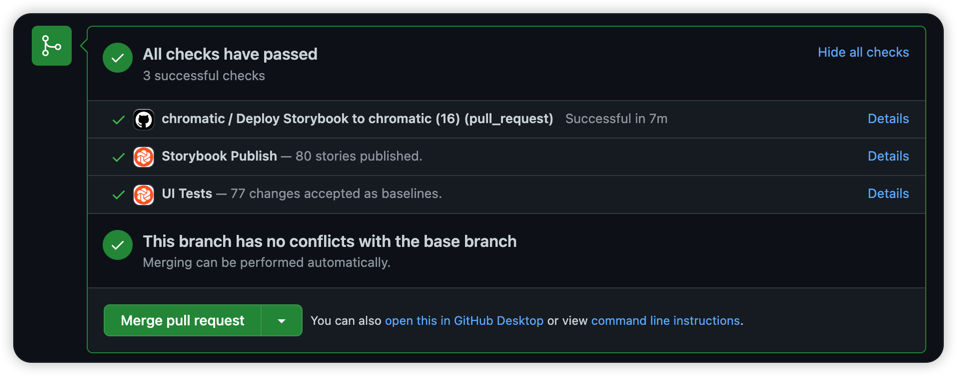 All checks have passed
Hide all checks
3 successful checks
chromatic / Deploy Storybook to chromatic (16) (pull_request) Successful in 7m Details
Storybook Publish — 80 stories published. Details
UI Tests — 77 changes accepted as baselines. Details
This branch has no conflicts with the base branch
Merging can be performed automatically.
Merge pull request You can also open this in GitHub Desktop or view command line instructions.